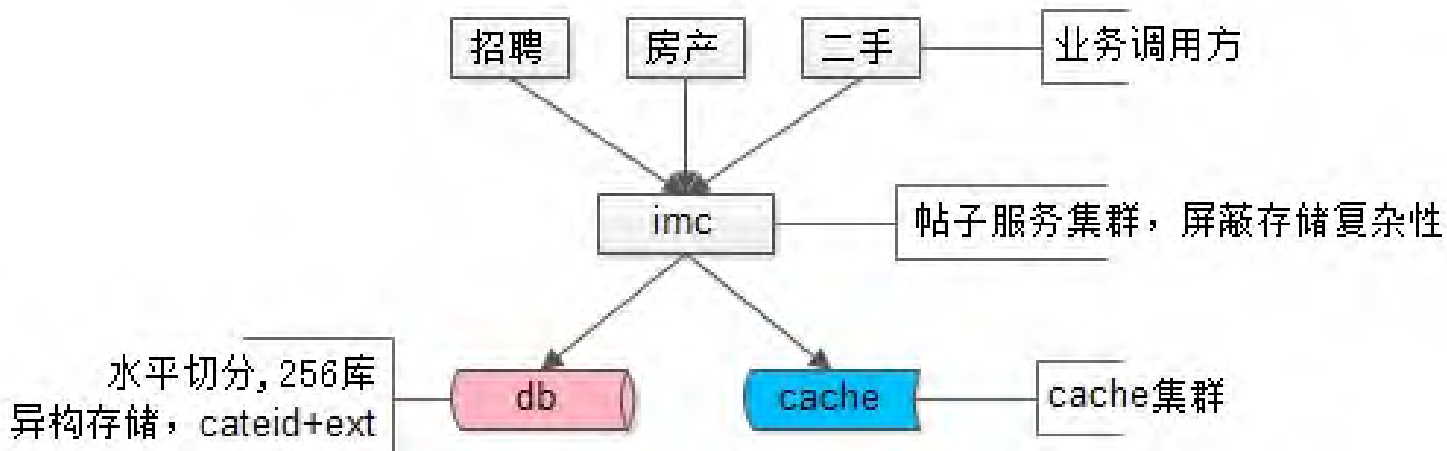 招聘
房产
二手
业务调用方
imc
帖子服务集群，屏蔽存储复杂性
水平切分, 256库
异构存储，cateid+ext
db
cache
cache集群